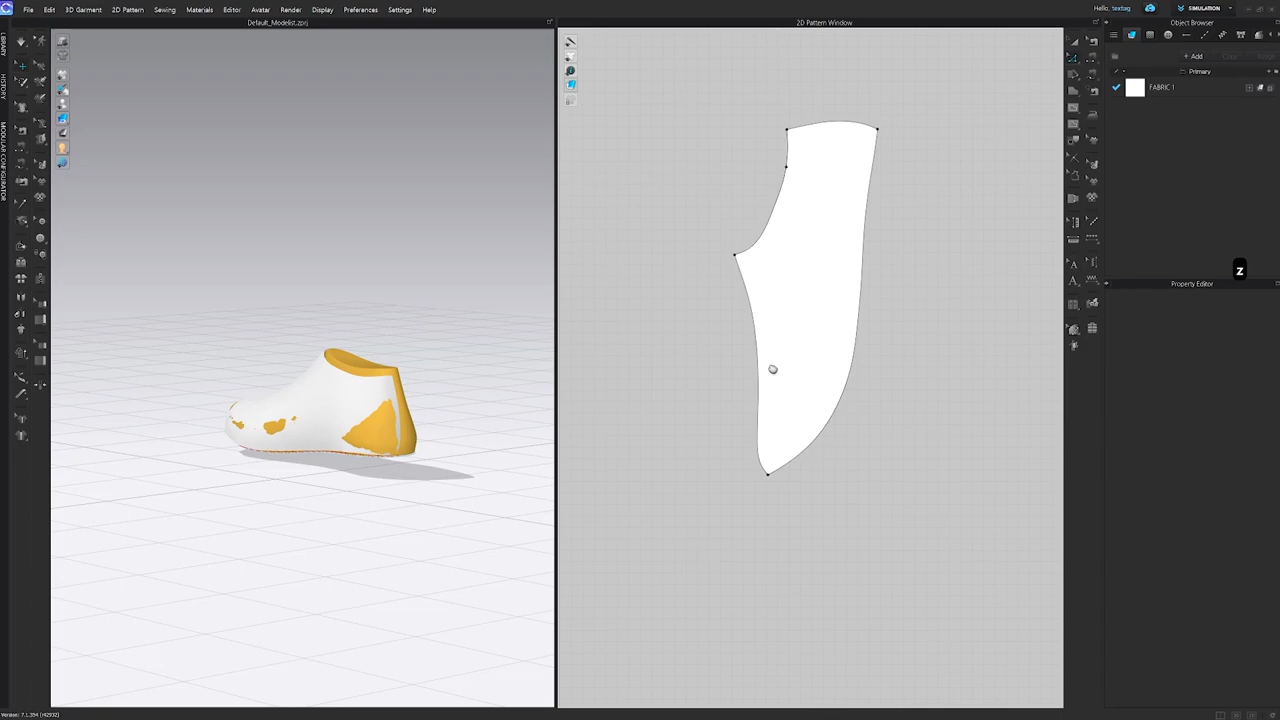 File Edit 3D Garment 2D Pattern Sewing Materials Editor Avatar Render Display Preferences Settings Help
Hello, textag
SIMULATION
Default_Modelist.zprj
2D Pattern Window
Object Browser
LIBRARY
HISTORY
MODULAR CONFIGURATOR
+ Add
Primary
FABRIC 1
z
Property Editor